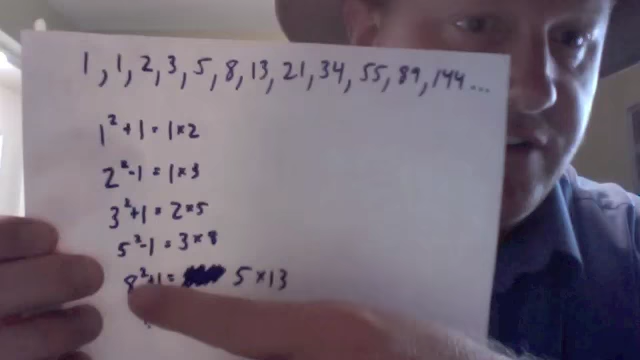 1, 1, 2, 3, 5, 8, 13, 21, 34, 55, 89, 144...
1² + 1 = 1 × 2
2² - 1 = 1 × 3
3² + 1 = 2 × 5
5² - 1 = 3 × 8
8² + 1 = 5 × 13